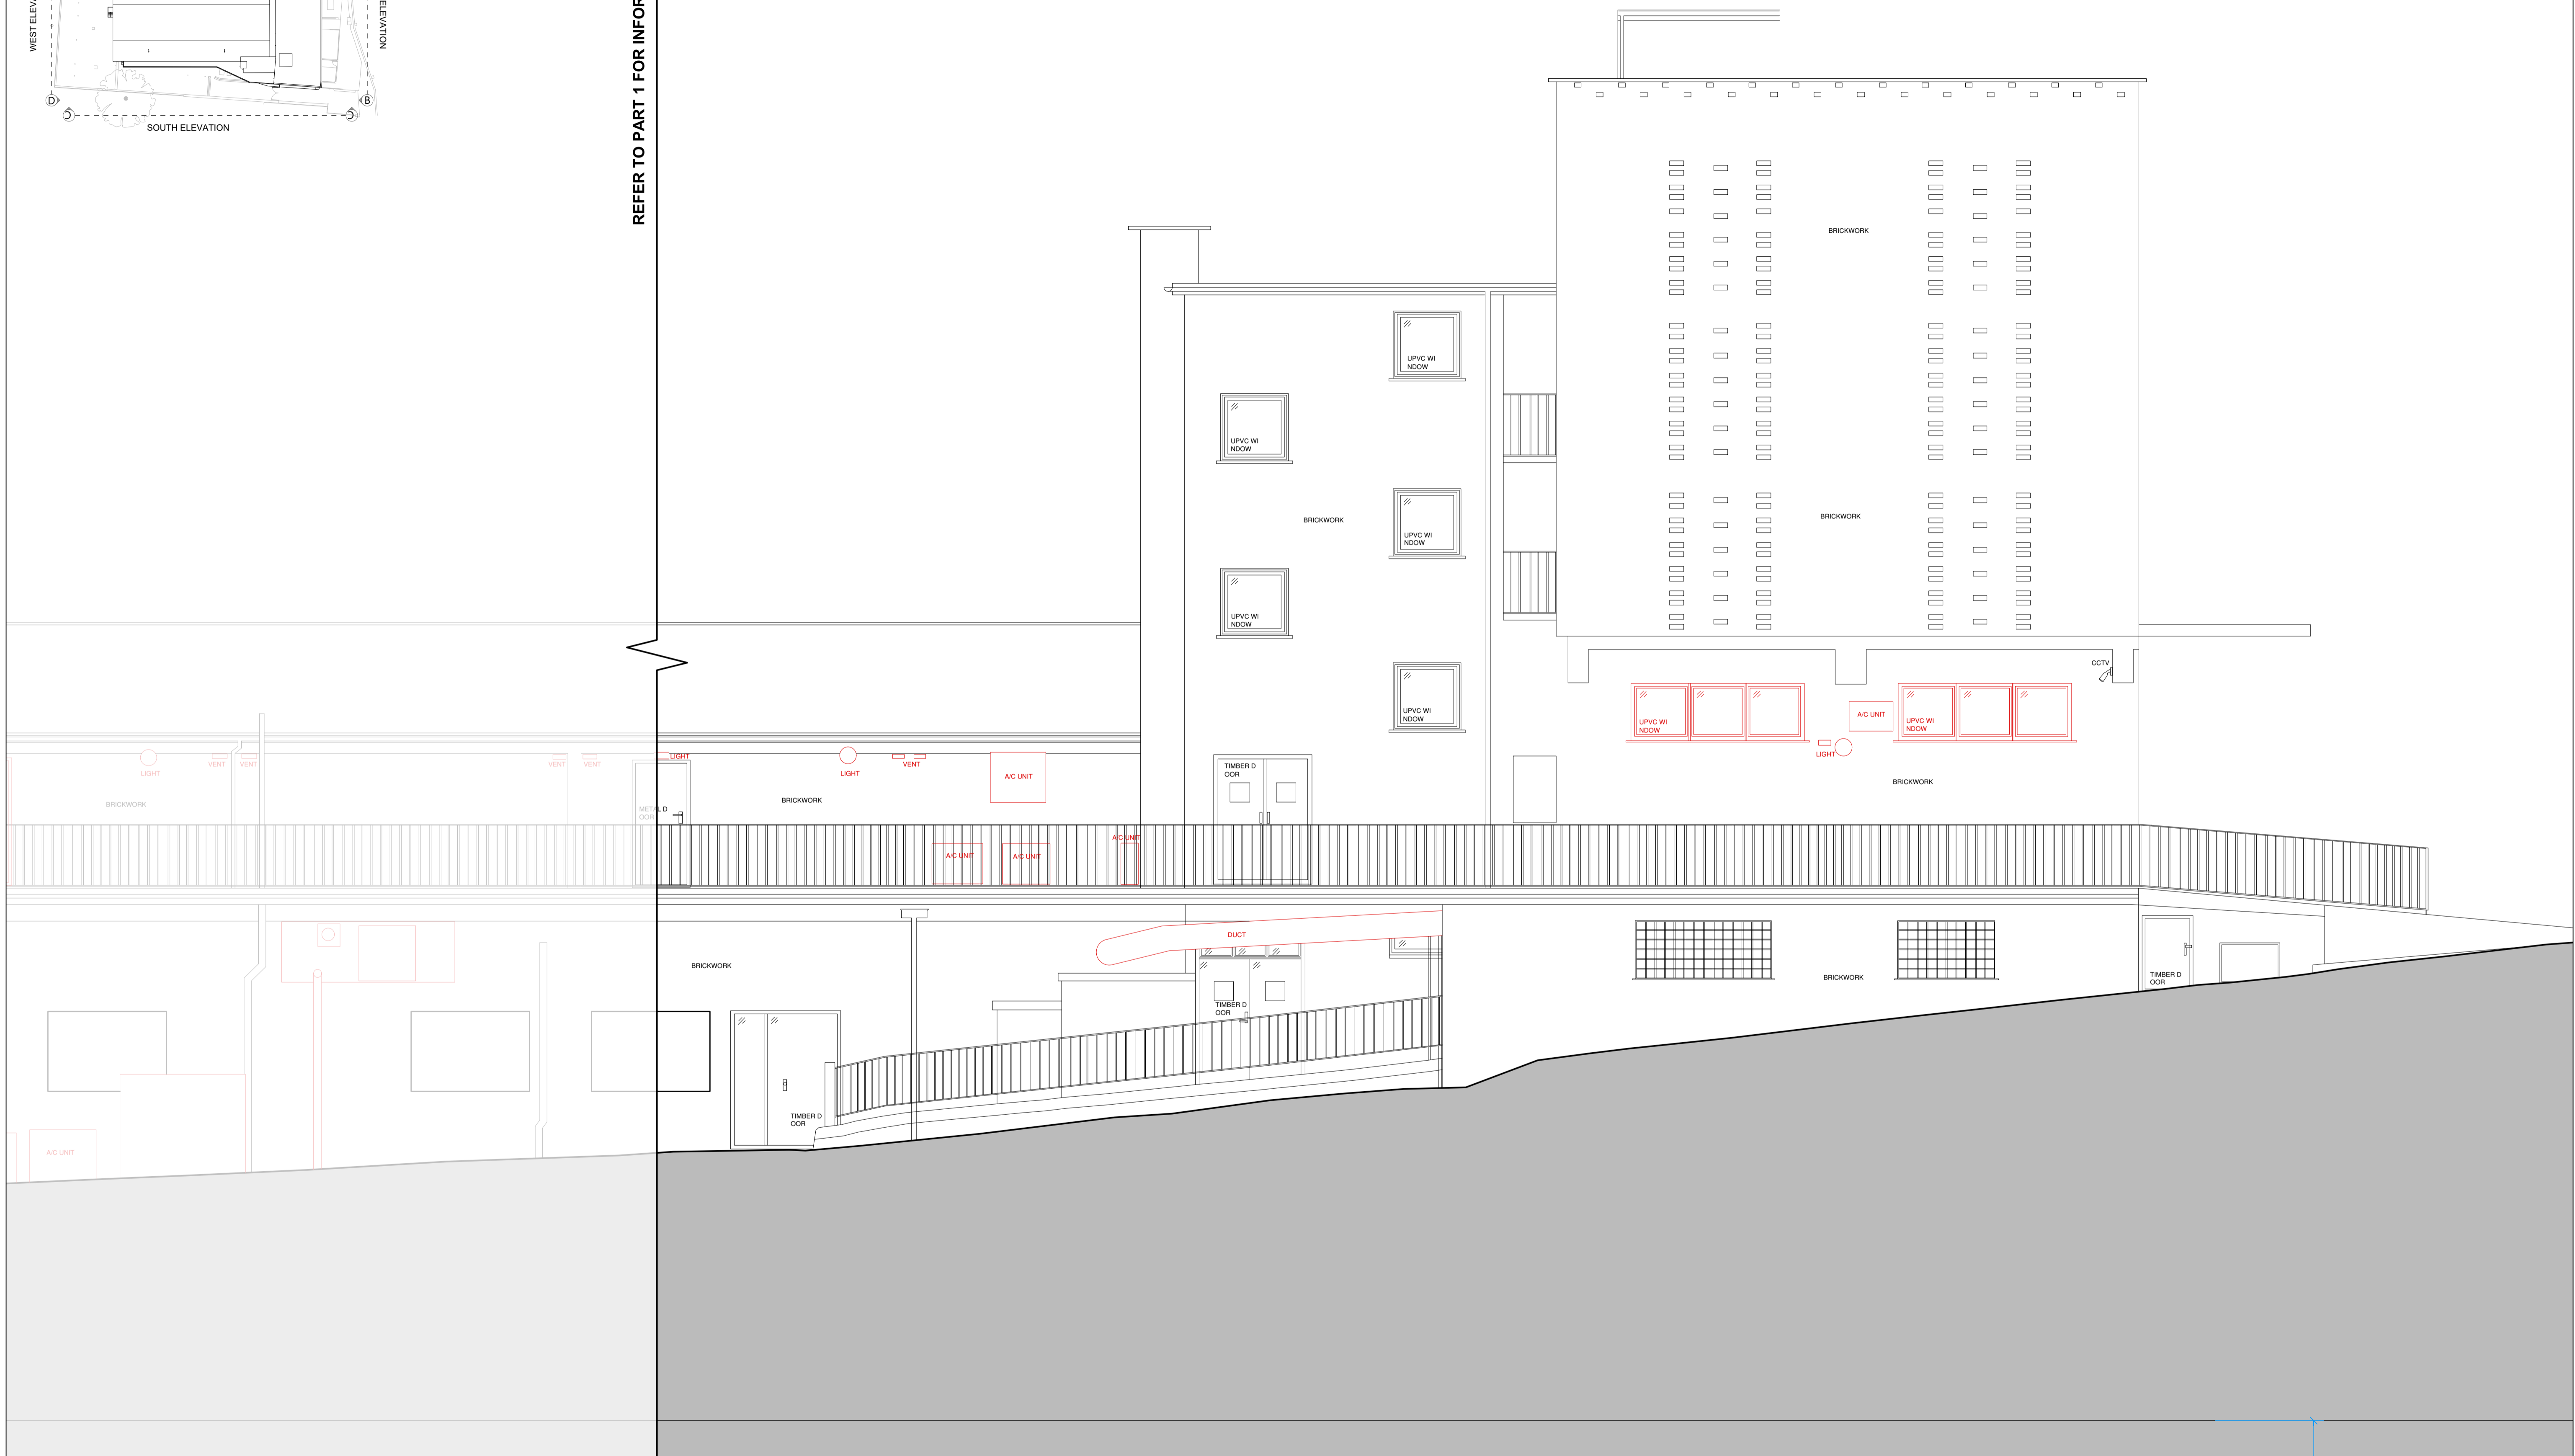 WEST ELEVA
ELEVATION
D
B
C
C
SOUTH ELEVATION
REFER TO PART 1 FOR INFOR
BRICKWORK
UPVC WI
NDOW
UPVC WI
NDOW
BRICKWORK
UPVC WI
NDOW
BRICKWORK
UPVC WI
NDOW
UPVC WI
NDOW
CCTV
UPVC WI
NDOW
A/C UNIT
UPVC WI
NDOW
LIGHT
LIGHT
VENT
VENT
VENT
VENT
LIGHT
LIGHT
VENT
A/C UNIT
TIMBER D
OOR
BRICKWORK
BRICKWORK
METAL D
OOR
BRICKWORK
A/C UNIT
A/C UNIT
A/C UNIT
DUCT
BRICKWORK
TIMBER D
OOR
BRICKWORK
TIMBER D
OOR
TIMBER D
OOR
A/C UNIT